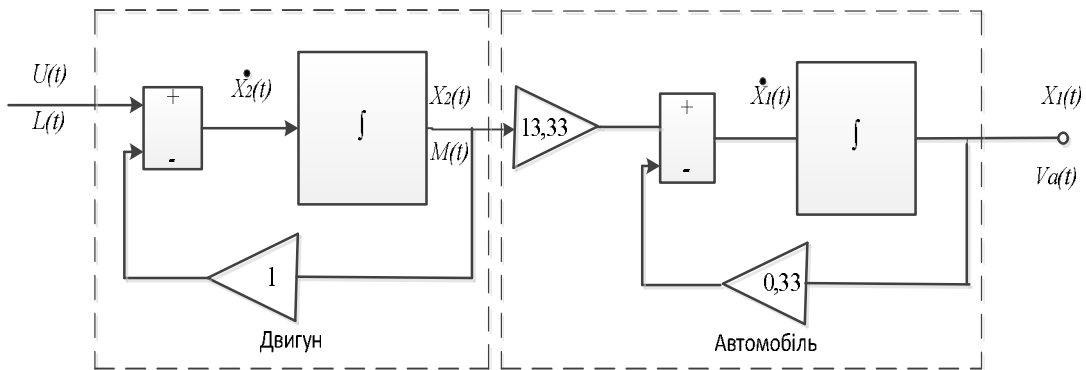 U(t)
L(t)
+
-
Ẋ2(t)
∫
X2(t)
M(t)
1
Двигун
13,33
+
-
Ẋ1(t)
∫
X1(t)
Va(t)
0,33
Автомобіль